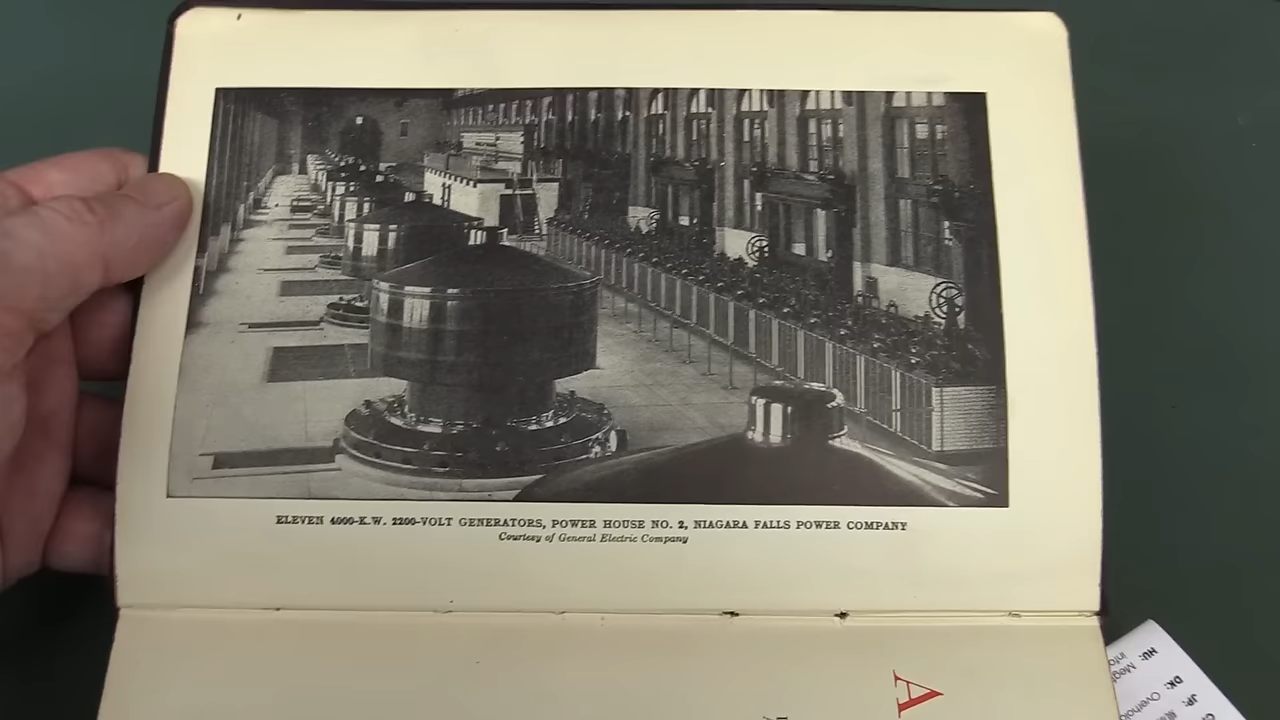 ELEVEN 4000-K.W. 2200-VOLT GENERATORS, POWER HOUSE NO. 2, NIAGARA FALLS POWER COMPANY
Courtesy of General Electric Company
A
HU:
DK:
JP: